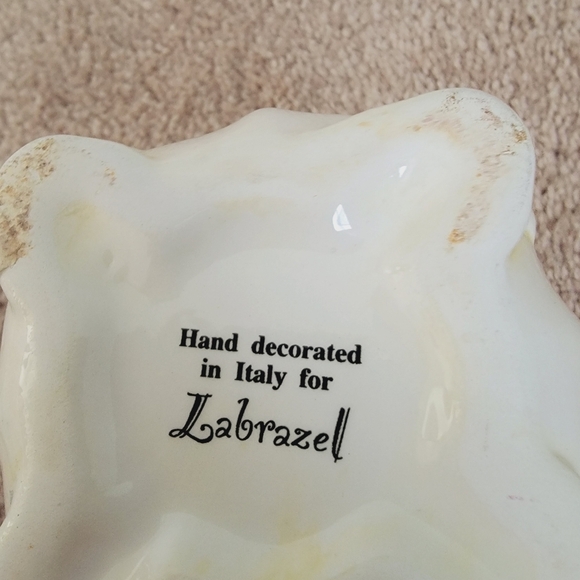 Hand decorated
in Italy for
Labrazel